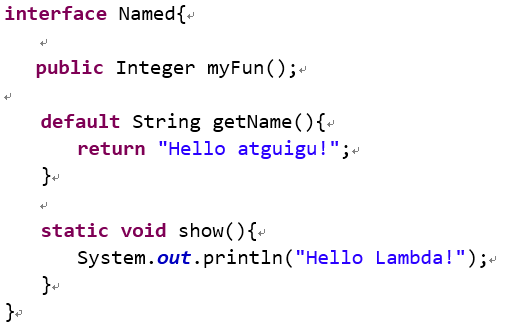 interface Named{
public Integer myFun();
default String getName(){
return "Hello atguigu!";
}
static void show(){
System.out.println("Hello Lambda!");
}
}